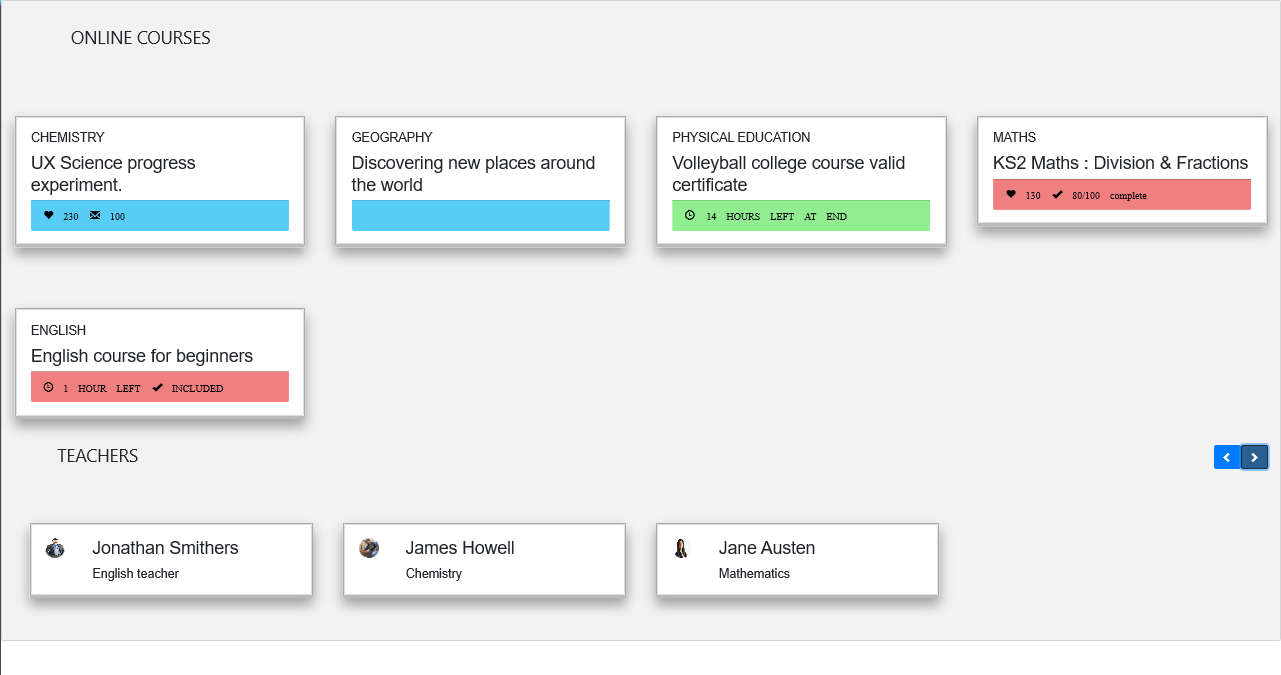 ONLINE COURSES
CHEMISTRY
UX Science progress
experiment.
230 100
GEOGRAPHY
Discovering new places around
the world
PHYSICAL EDUCATION
Volleyball college course valid
certificate
14 HOURS LEFT AT END
MATHS
KS2 Maths : Division & Fractions
130 80/100 complete
ENGLISH
English course for beginners
1 HOUR LEFT INCLUDED
TEACHERS
Jonathan Smithers
English teacher
James Howell
Chemistry
Jane Austen
Mathematics